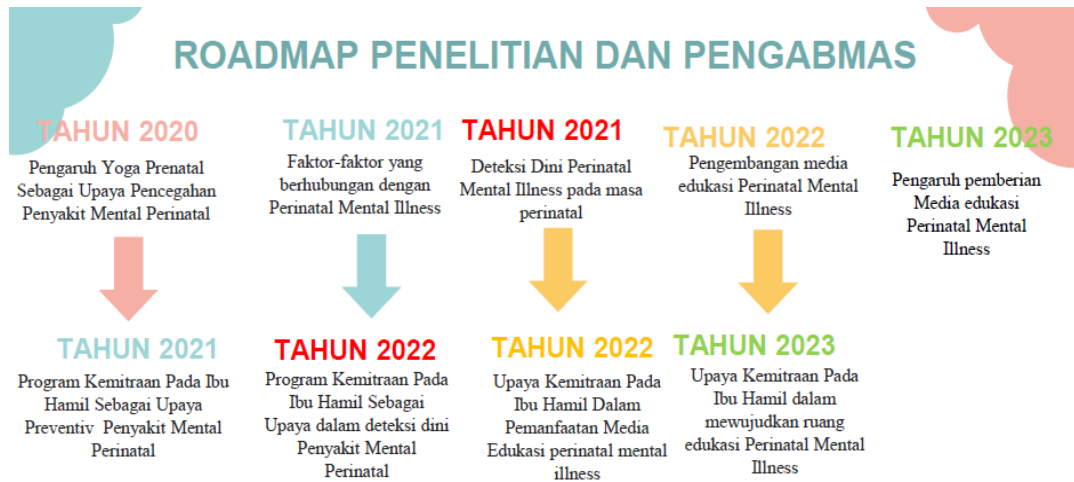 ROADMAP PENELITIAN DAN PENGABMAS
TAHUN 2020
Pengaruh Yoga Prenatal
Sebagai Upaya Pencegahan
Penyakit Mental Perinatal
TAHUN 2021
Faktor-faktor yang
berhubungan dengan
Perinatal Mental Illness
TAHUN 2021
Deteksi Dini Perinatal
Mental Illness pada masa
perinatal
TAHUN 2022
Pengembangan media
edukasi Perinatal Mental
Illness
TAHUN 2023
Pengaruh pemberian
Media edukasi
Perinatal Mental
Illness
TAHUN 2021
Program Kemitraan Pada Ibu
Hamil Sebagai Upaya
Preventiv Penyakit Mental
Perinatal
TAHUN 2022
Program Kemitraan Pada
Ibu Hamil Sebagai
Upaya dalam deteksi dini
Penyakit Mental
Perinatal
TAHUN 2022
Upaya Kemitraan Pada
Ibu Hamil Dalam
Pemanfaatan Media
Edukasi perinatal mental
illness
TAHUN 2023
Upaya Kemitraan Pada
Ibu Hamil dalam
mewujudkan ruang
edukasi Perinatal Mental
Illness